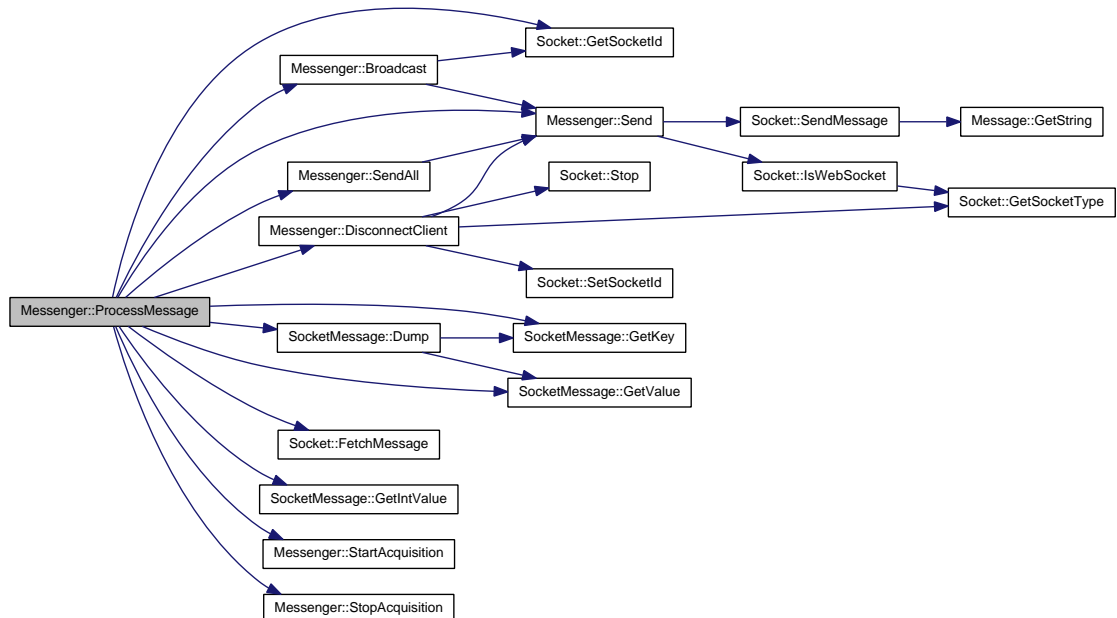 Socket::GetSocketId
Messenger::Broadcast
Messenger::Send
Socket::SendMessage
Message::GetString
Messenger::SendAll
Socket::Stop
Socket::IsWebSocket
Socket::GetSocketType
Messenger::DisconnectClient
Socket::SetSocketId
Messenger::ProcessMessage
SocketMessage::Dump
SocketMessage::GetKey
SocketMessage::GetValue
Socket::FetchMessage
SocketMessage::GetIntValue
Messenger::StartAcquisition
Messenger::StopAcquisition